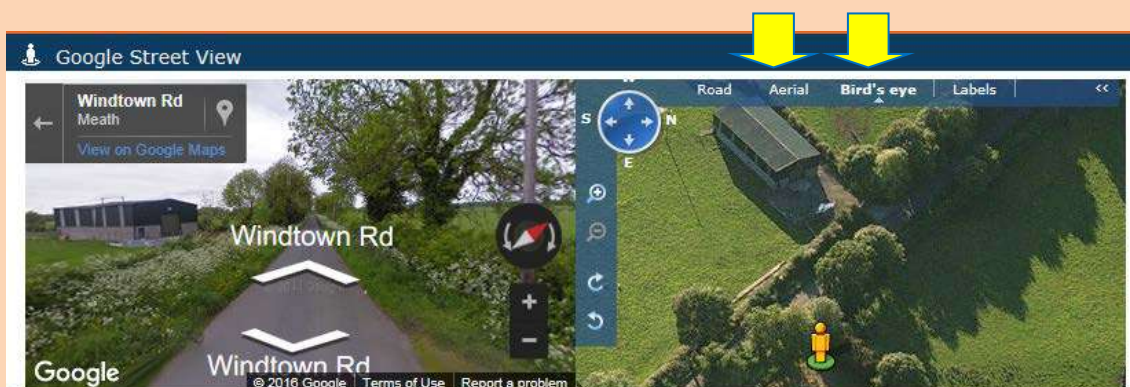 Google Street View
Windtown Rd
Meath
View on Google Maps
Windtown Rd
Windtown Rd
Google
© 2016 Google Terms of Use Report a problem
Road Aerial Bird's eye Labels <<
S N
E
+
−